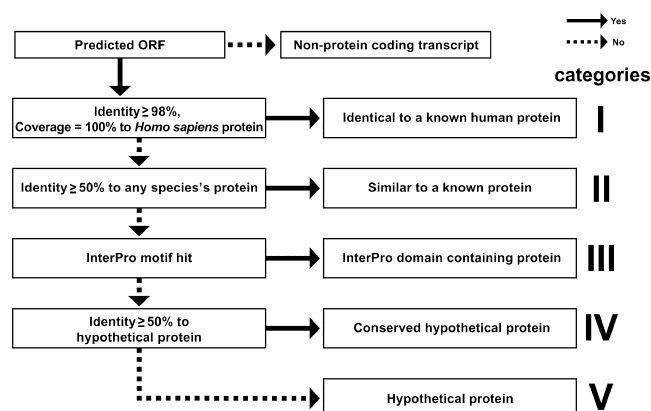 Yes
No
Predicted ORF
Non-protein coding transcript
categories
Identity ≥ 98%,
Coverage = 100% to Homo sapiens protein
Identical to a known human protein
I
Identity ≥ 50% to any species's protein
Similar to a known protein
II
InterPro motif hit
InterPro domain containing protein
III
Identity ≥ 50% to
hypothetical protein
Conserved hypothetical protein
IV
Hypothetical protein
V